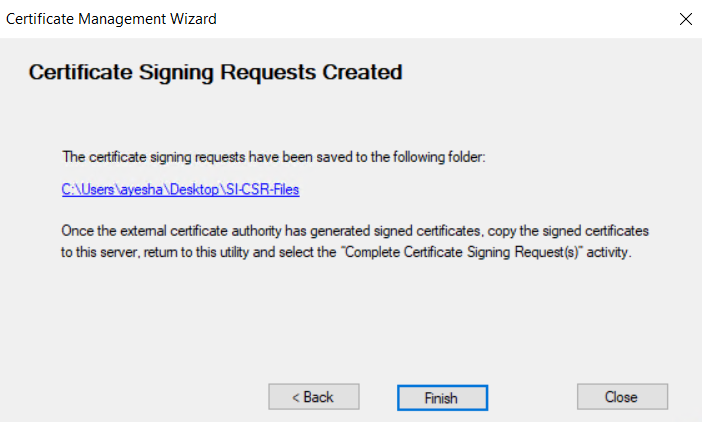 Certificate Management Wizard
Certificate Signing Requests Created
The certificate signing requests have been saved to the following folder:
C:\Users\ayesha\Desktop\SI-CSR-Files
Once the external certificate authority has generated signed certificates, copy the signed certificates
to this server, return to this utility and select the "Complete Certificate Signing Request(s)" activity.
< Back
Finish
Close